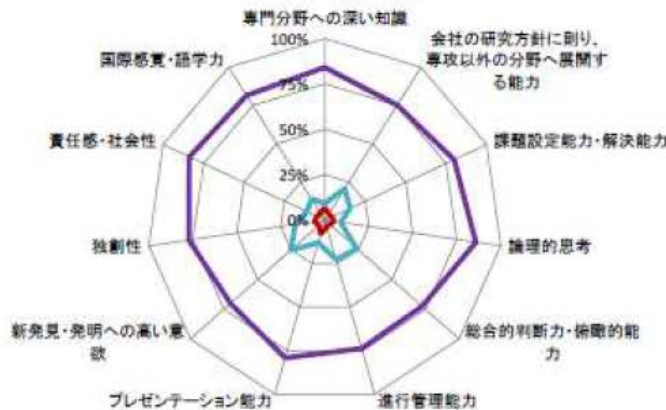 専門分野への深い知識
会社の研究方針に則り、
専攻以外の分野へ展開す
る能力
課題設定能力・解決能力
論理的思考
総合的判断力・俯瞰的能
力
進行管理能力
プレゼンテーション能力
新発見・発明への高い意
欲
独創性
責任感・社会性
国際感覚・語学力
100%
75%
50%
25%
0%